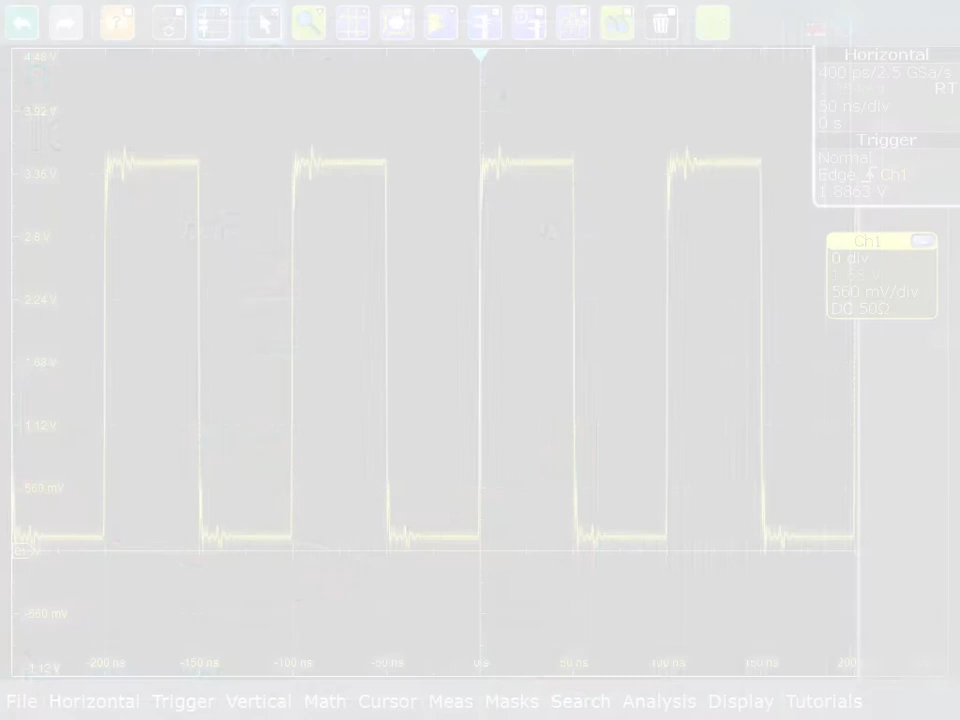 Horizontal
400 ps/2.5 GSa/s
RT
50 ns/div
0 s
Trigger
Normal
Edge Ch1
1.8863 V
Ch1
0 div
560 mV/div
DC 50Ω
4.48 V
3.92 V
3.36 V
2.8 V
2.24 V
1.68 V
1.12 V
560 mV
-560 mV
-1.12 V
-200 ns -150 ns -100 ns -50 ns 0 s 50 ns 100 ns 150 ns 200
File Horizontal Trigger Vertical Math Cursor Meas Masks Search Analysis Display Tutorials